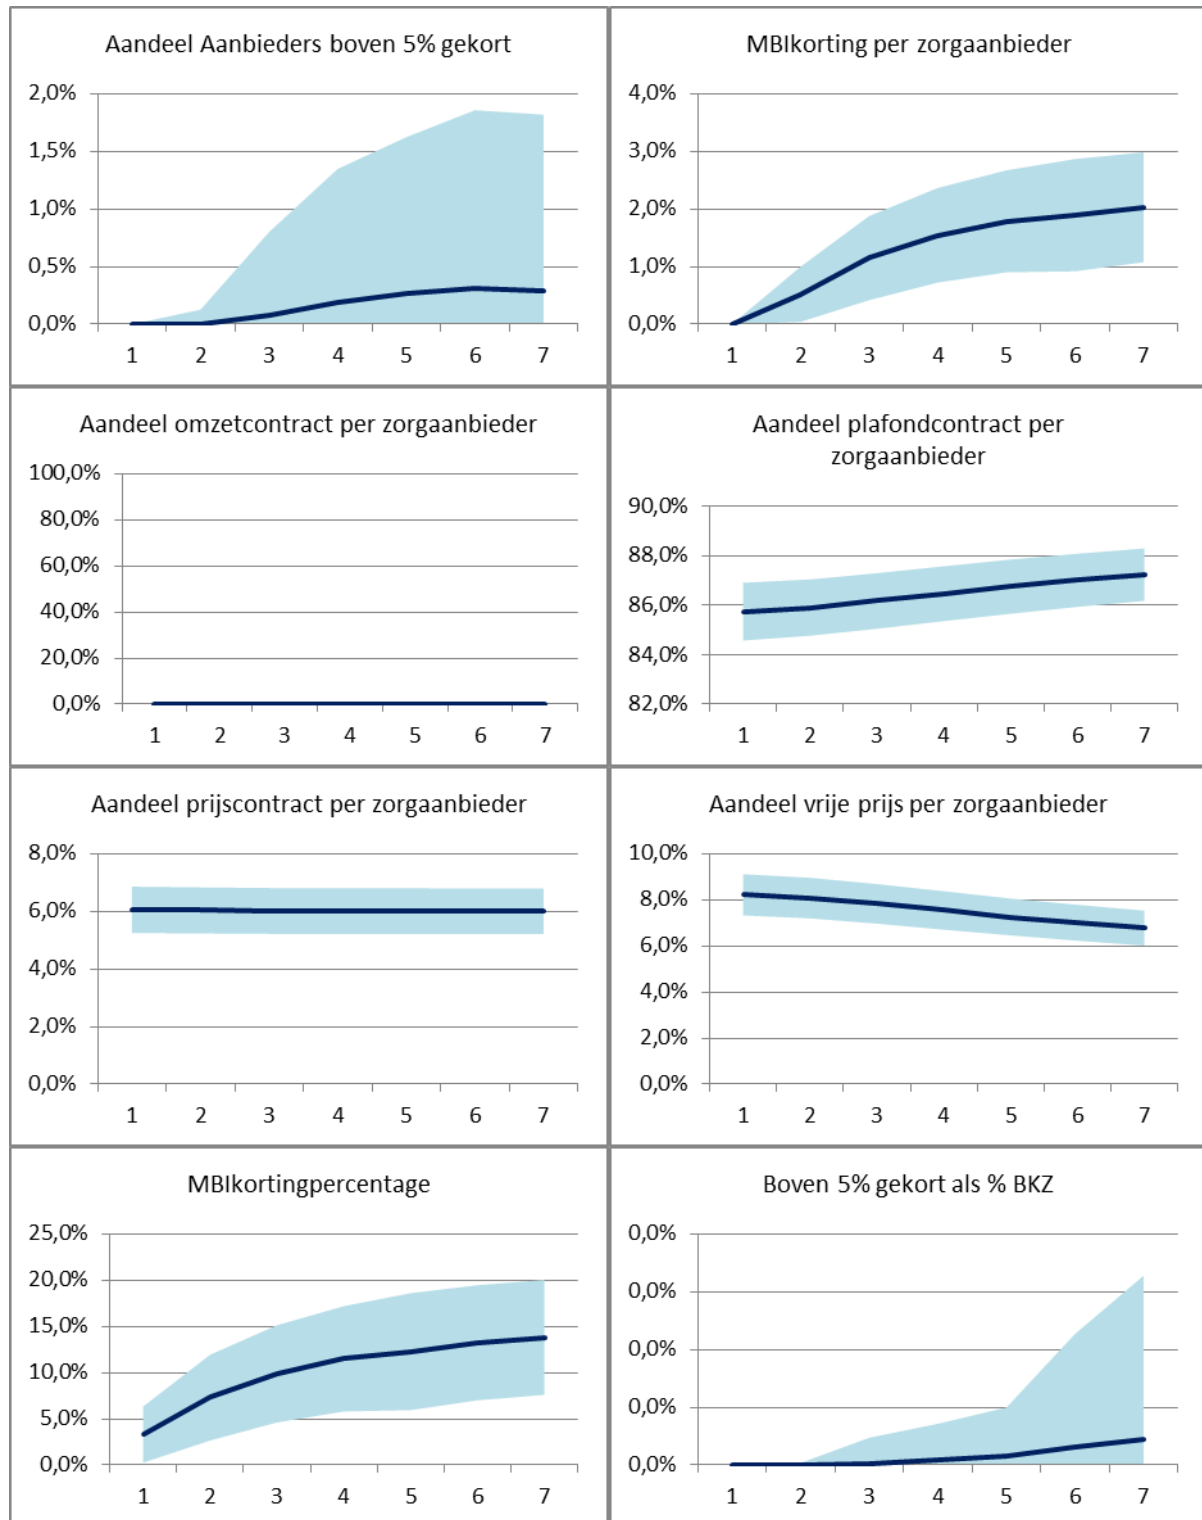 Aandeel Aanbieders boven 5% gekort
2,0%
1,5%
1,0%
0,5%
0,0%
1 2 3 4 5 6 7
MBIkorting per zorgaanbieder
4,0%
3,0%
2,0%
1,0%
0,0%
1 2 3 4 5 6 7
Aandeel omzetcontract per zorgaanbieder
100,0%
80,0%
60,0%
40,0%
20,0%
0,0%
1 2 3 4 5 6 7
Aandeel plafondcontract per
zorgaanbieder
90,0%
88,0%
86,0%
84,0%
82,0%
1 2 3 4 5 6 7
Aandeel prijscontract per zorgaanbieder
8,0%
6,0%
4,0%
2,0%
0,0%
1 2 3 4 5 6 7
Aandeel vrije prijs per zorgaanbieder
10,0%
8,0%
6,0%
4,0%
2,0%
0,0%
1 2 3 4 5 6 7
MBIkortingpercentage
25,0%
20,0%
15,0%
10,0%
5,0%
0,0%
1 2 3 4 5 6 7
Boven 5% gekort als % BKZ
0,0%
0,0%
0,0%
0,0%
0,0%
1 2 3 4 5 6 7